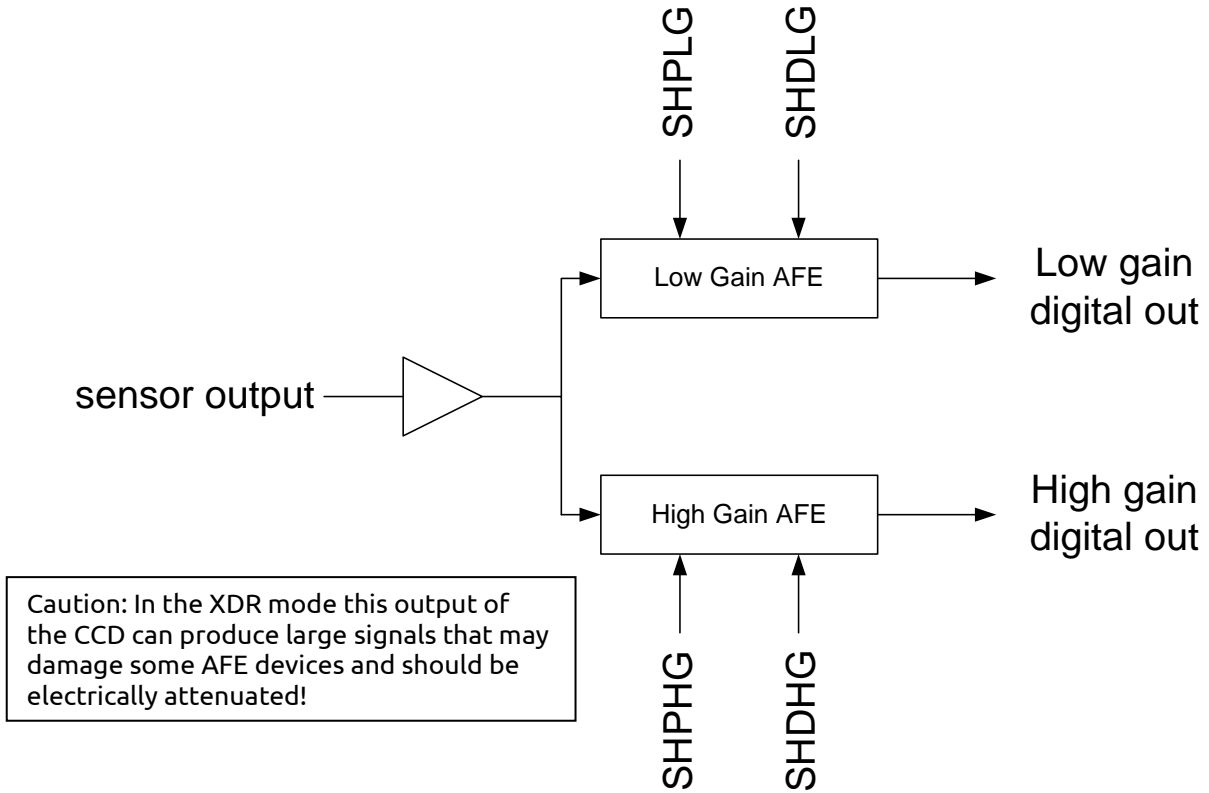 SHPLG
SHDLG
Low Gain AFE
Low gain
digital out
sensor output
High Gain AFE
High gain
digital out
Caution: In the XDR mode this output of
the CCD can produce large signals that may
damage some AFE devices and should be
electrically attenuated!
SHPHG
SHDHG